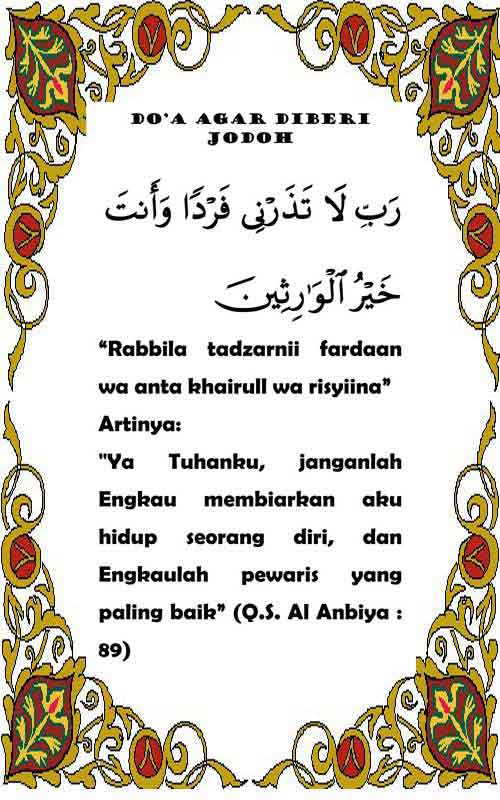 DO'A AGAR DIBERI
JODOH
رَبِّ لَا تَذَرْنِى فَرْدًا وَأَنتَ
خَيْرُ ٱلْوَٰرِثِينَ
“Rabbila tadzarnii fardaan
wa anta khairull wa risyiina”
Artinya:
"Ya Tuhanku, janganlah
Engkau membiarkan aku
hidup seorang diri, dan
Engkaulah pewaris yang
paling baik” (Q.S. Al Anbiya :
89)